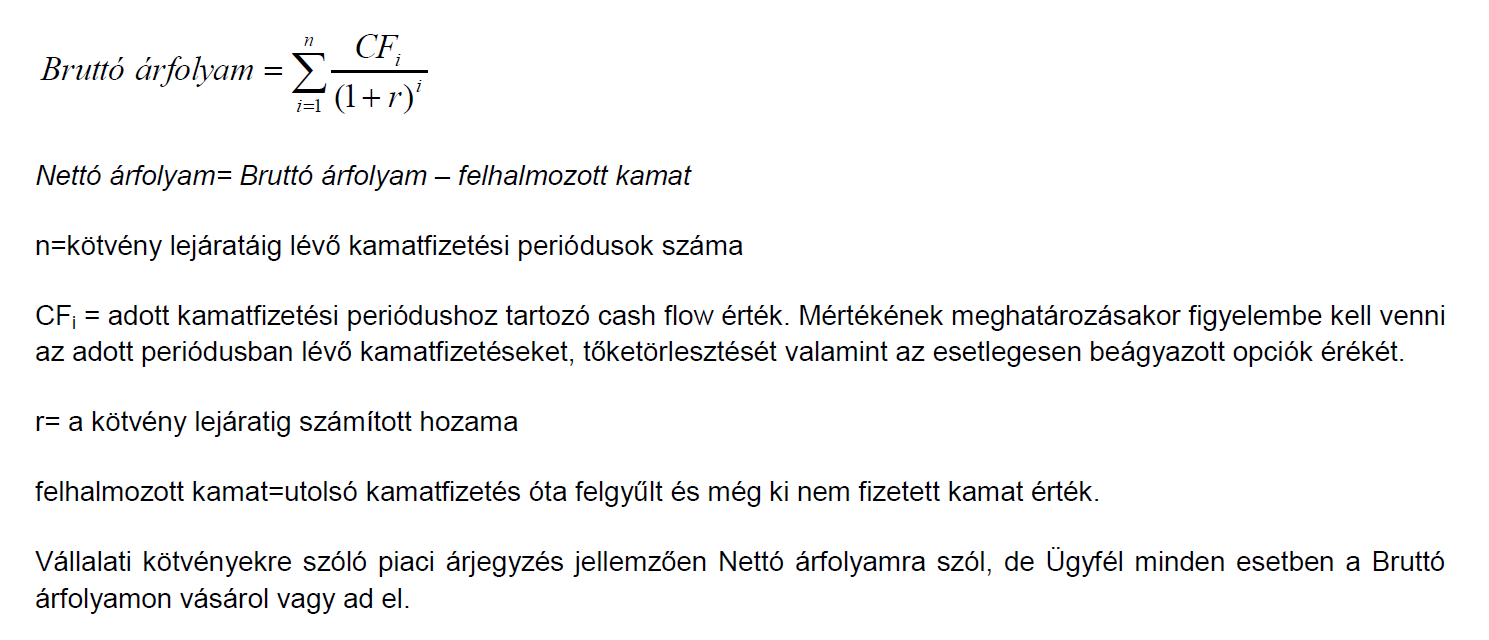 Bruttó árfolyam = \sum_{i=1}^{n} \frac{CF_i}{(1+r)^i}
Nettó árfolyam= Bruttó árfolyam – felhalmozott kamat
n=kötvény lejáratáig lévő kamatfizetési periódusok száma
CFi = adott kamatfizetési periódushoz tartozó cash flow érték. Mértékének meghatározásakor figyelembe kell venni
az adott periódusban lévő kamatfizetéseket, tőketörlesztését valamint az esetlegesen beágyazott opciók érékét.
r= a kötvény lejáratig számított hozama
felhalmozott kamat=utolsó kamatfizetés óta felgyűlt és még ki nem fizetett kamat érték.
Vállalati kötvényekre szóló piaci árjegyzés jellemzően Nettó árfolyamra szól, de Ügyfél minden esetben a Bruttó
árfolyamon vásárol vagy ad el.